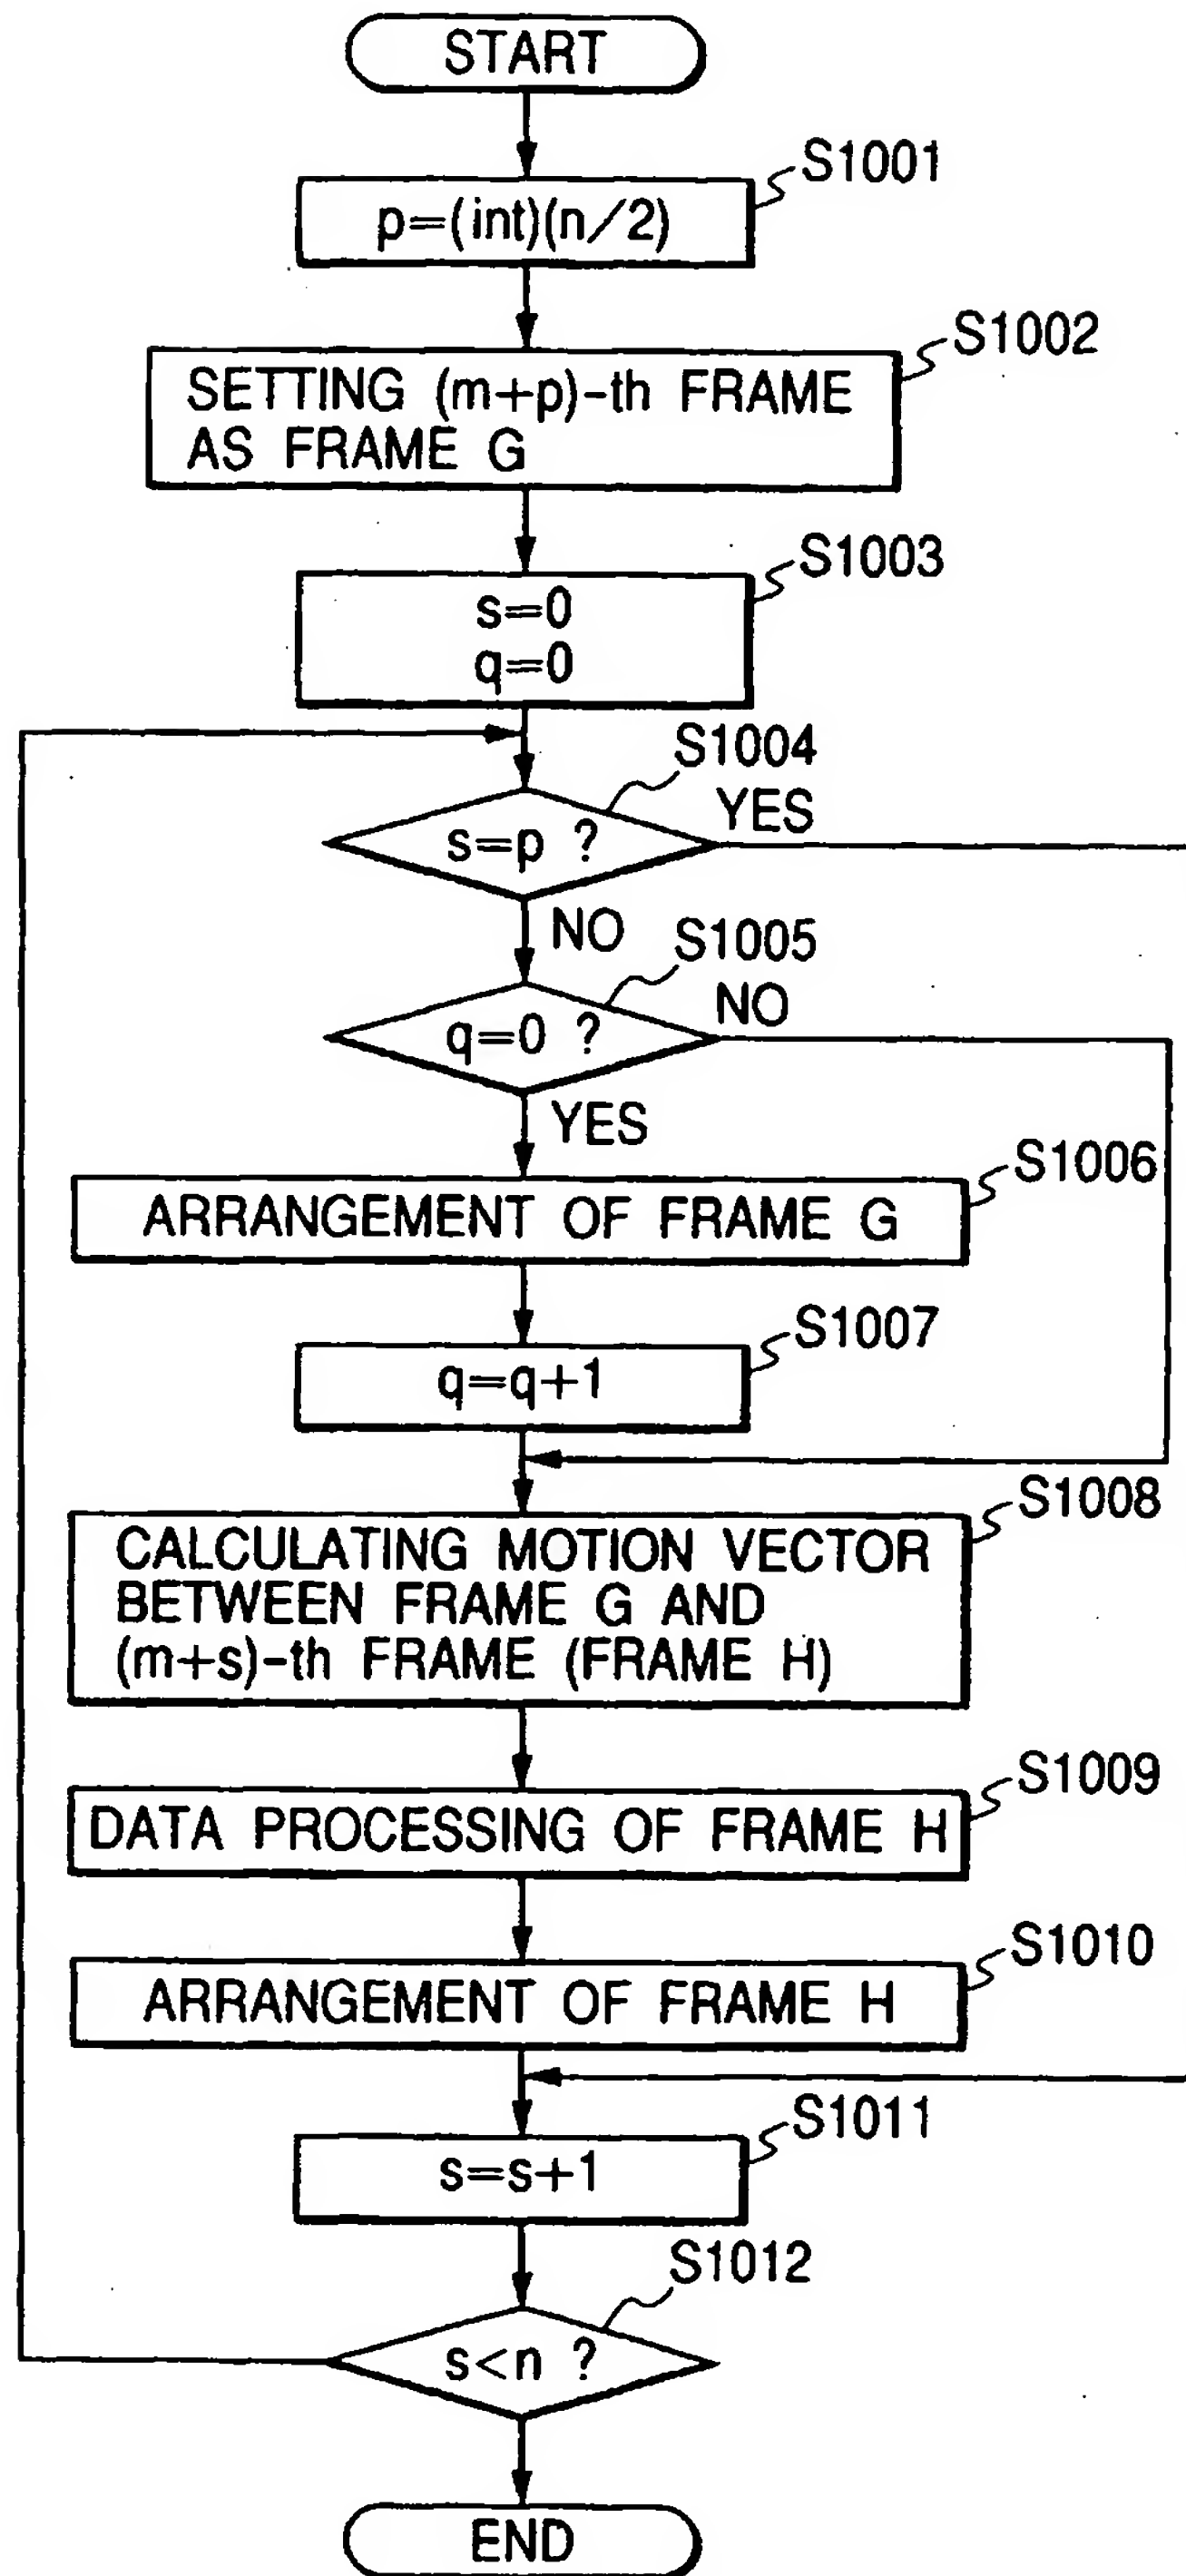 START
S1001
p=(int)(n/2)
S1002
SETTING (m+p)-th FRAME
AS FRAME G
S1003
s=0
q=0
S1004
s=p ?
YES
NO
S1005
q=0 ?
NO
YES
S1006
ARRANGEMENT OF FRAME G
S1007
q=q+1
S1008
CALCULATING MOTION VECTOR
BETWEEN FRAME G AND
(m+s)-th FRAME (FRAME H)
S1009
DATA PROCESSING OF FRAME H
S1010
ARRANGEMENT OF FRAME H
S1011
s=s+1
S1012
s<n ?
END